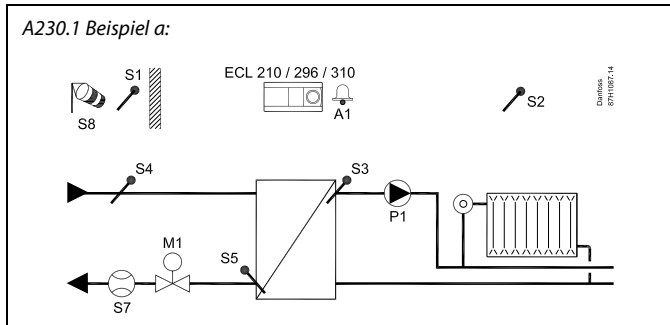 A230.1 Beispiel a:
S1
S8
ECL 210 / 296 / 310
A1
S2
Danfoss
87H1087.14
S4
S3
P1
M1
S5
S7